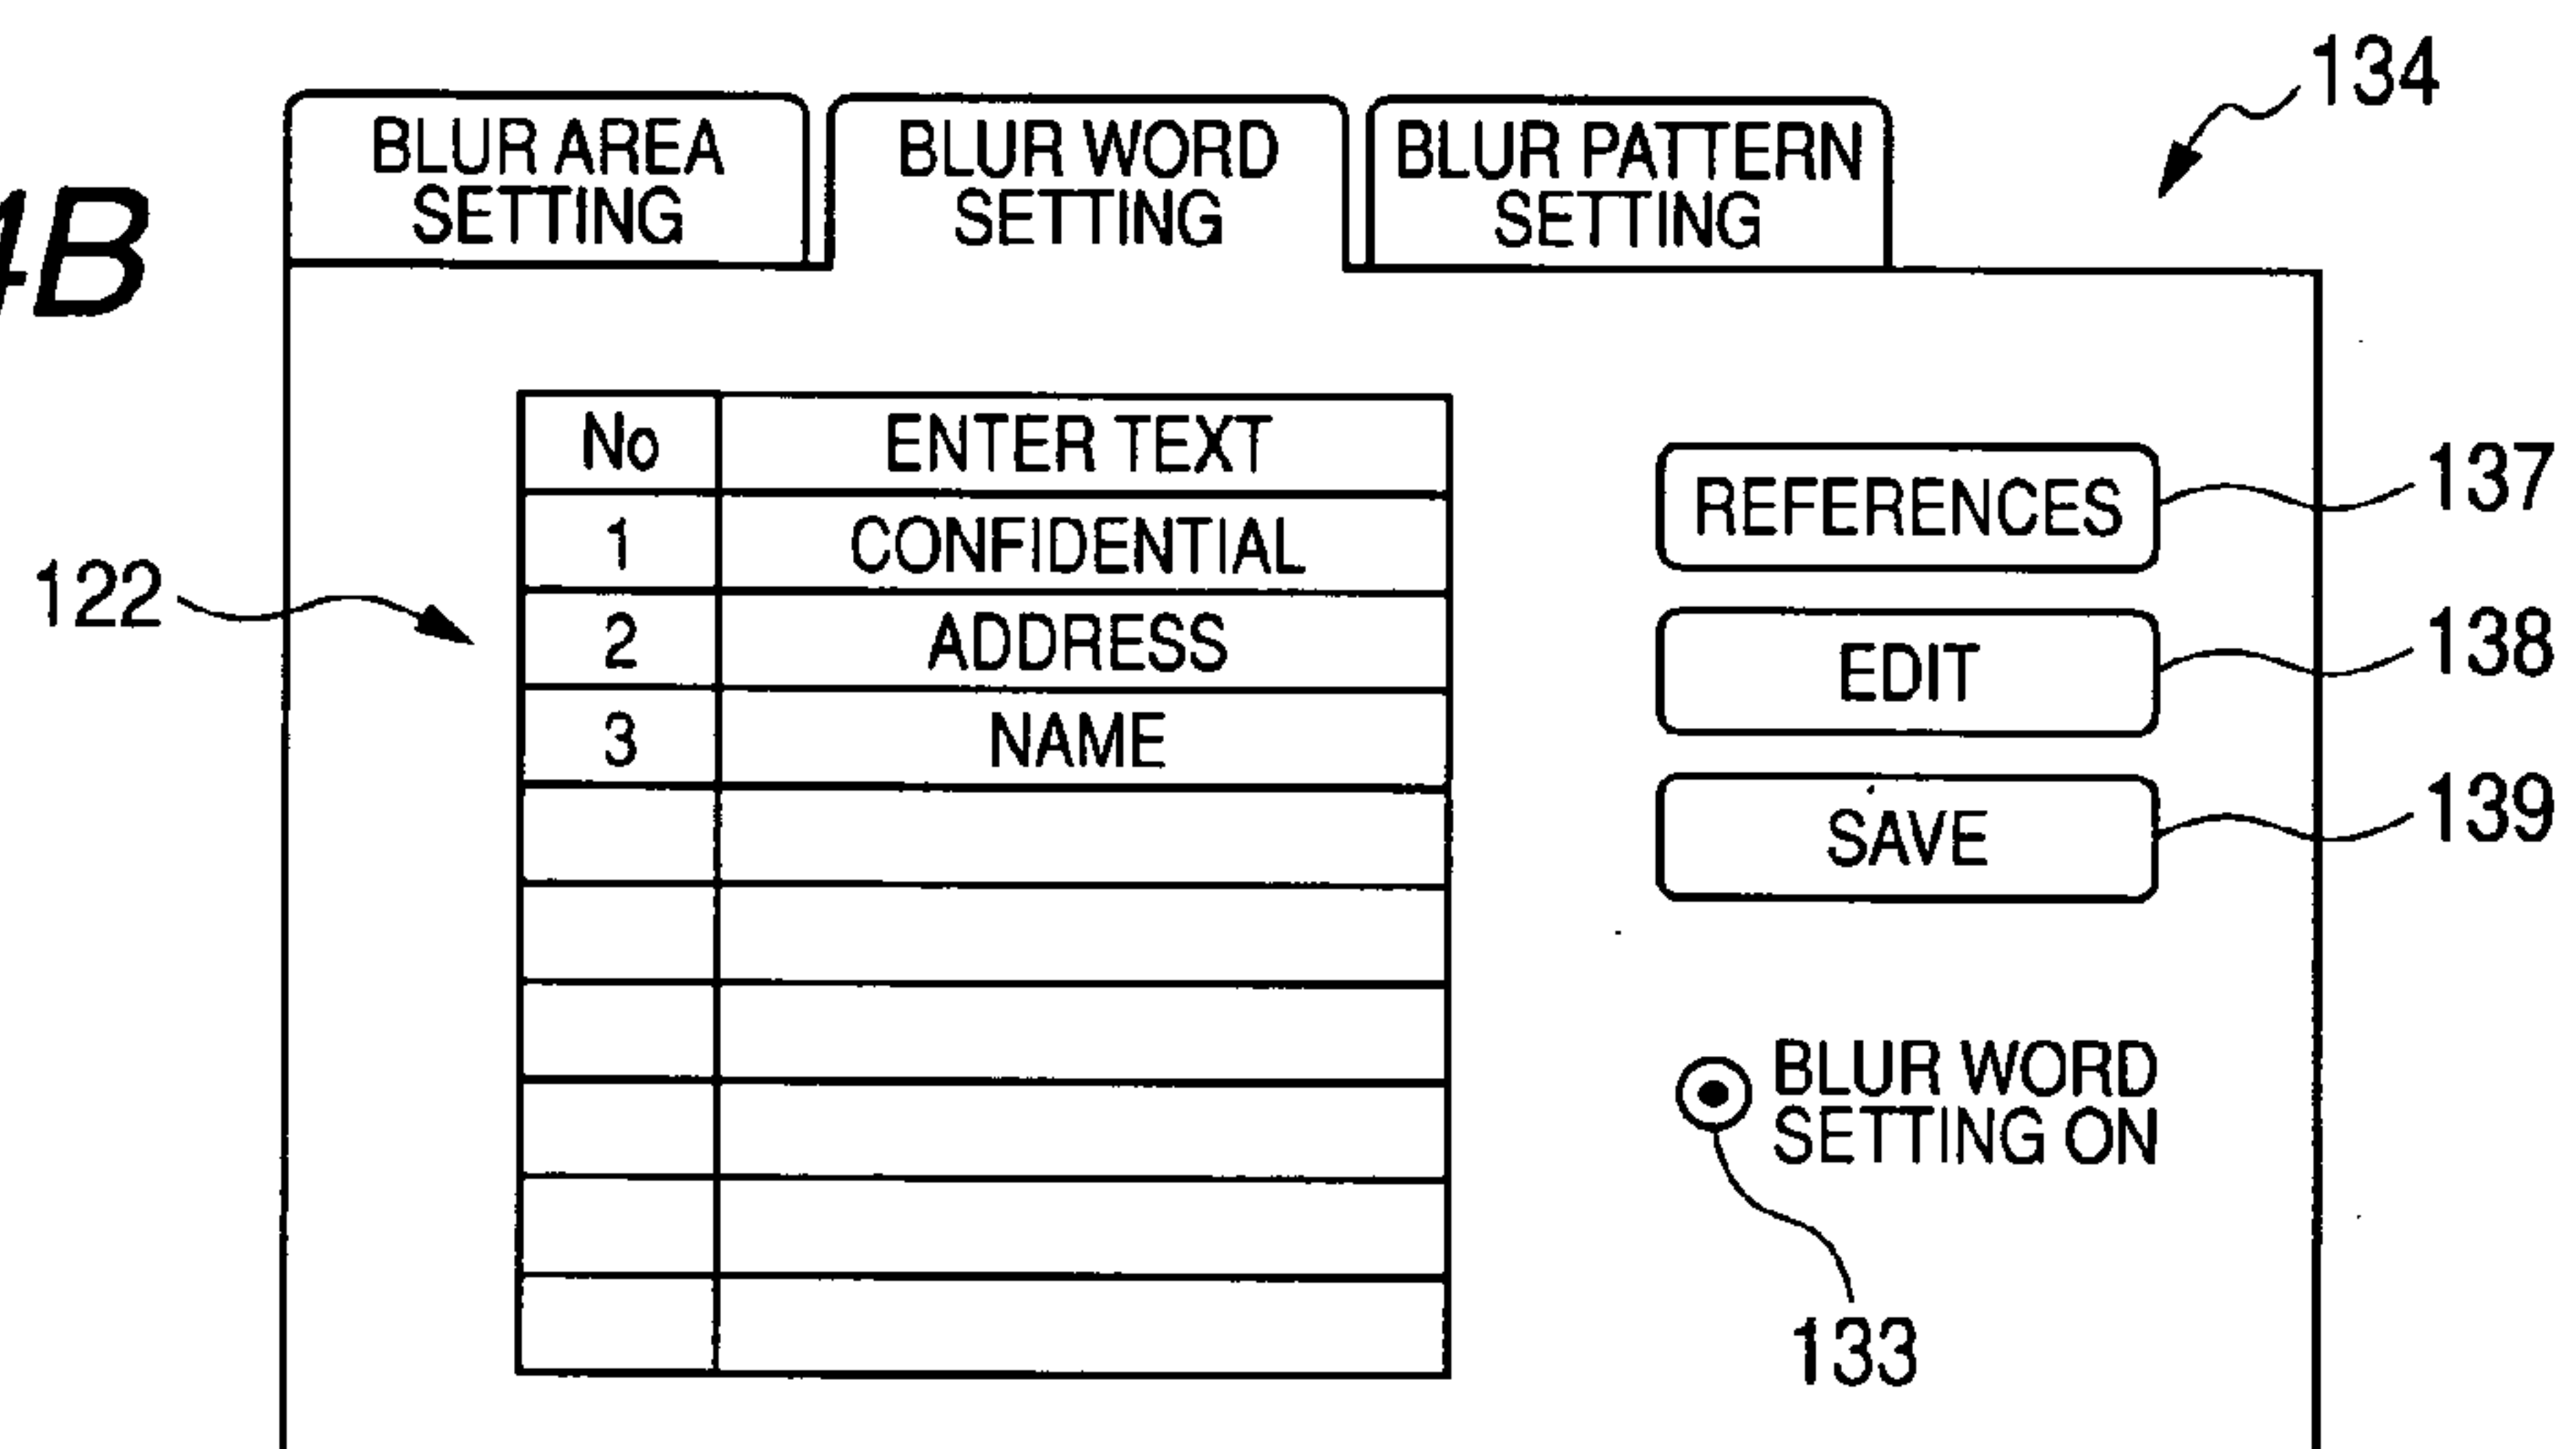 4B
134
BLUR AREA
SETTING
BLUR WORD
SETTING
BLUR PATTERN
SETTING
122
No ENTER TEXT
1 CONFIDENTIAL
2 ADDRESS
3 NAME
REFERENCES 137
EDIT 138
SAVE 139
BLUR WORD
SETTING ON
133